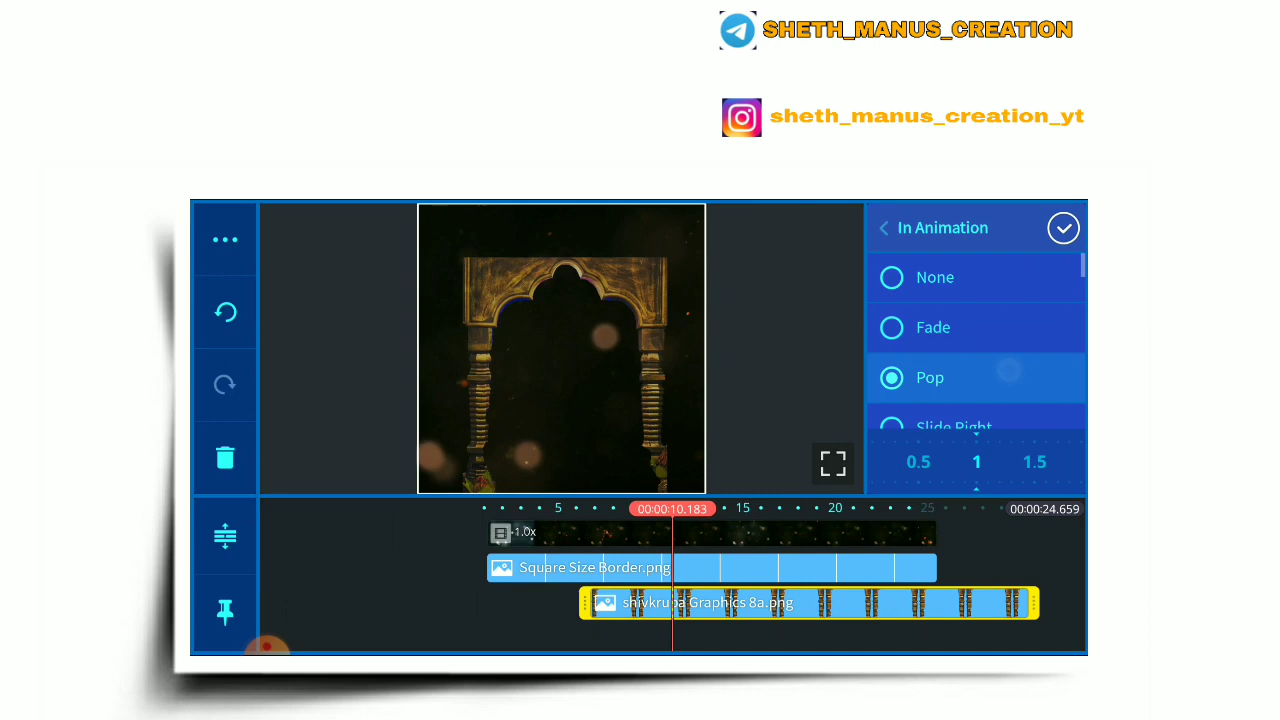 SHETH_MANUS_CREATION
sheth_manus_creation_yt
In Animation
None
Fade
Pop
Slide Right
0.5 1 1.5
5 00:00:10.183 15 20 25 00:00:24.659
1.0x
Square Size Border.png
shivkrupa Graphics 8a.png